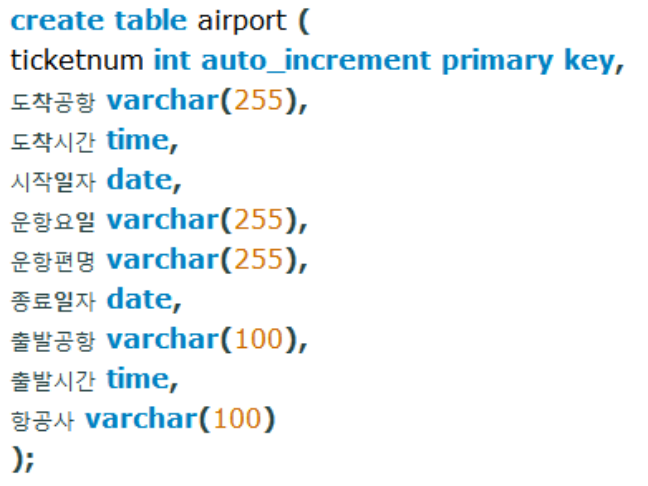 create table airport (
ticketnum int auto_increment primary key,
도착공항 varchar(255),
도착시간 time,
시작일자 date,
운항요일 varchar(255),
운항편명 varchar(255),
종료일자 date,
출발공항 varchar(100),
출발시간 time,
항공사 varchar(100)
);